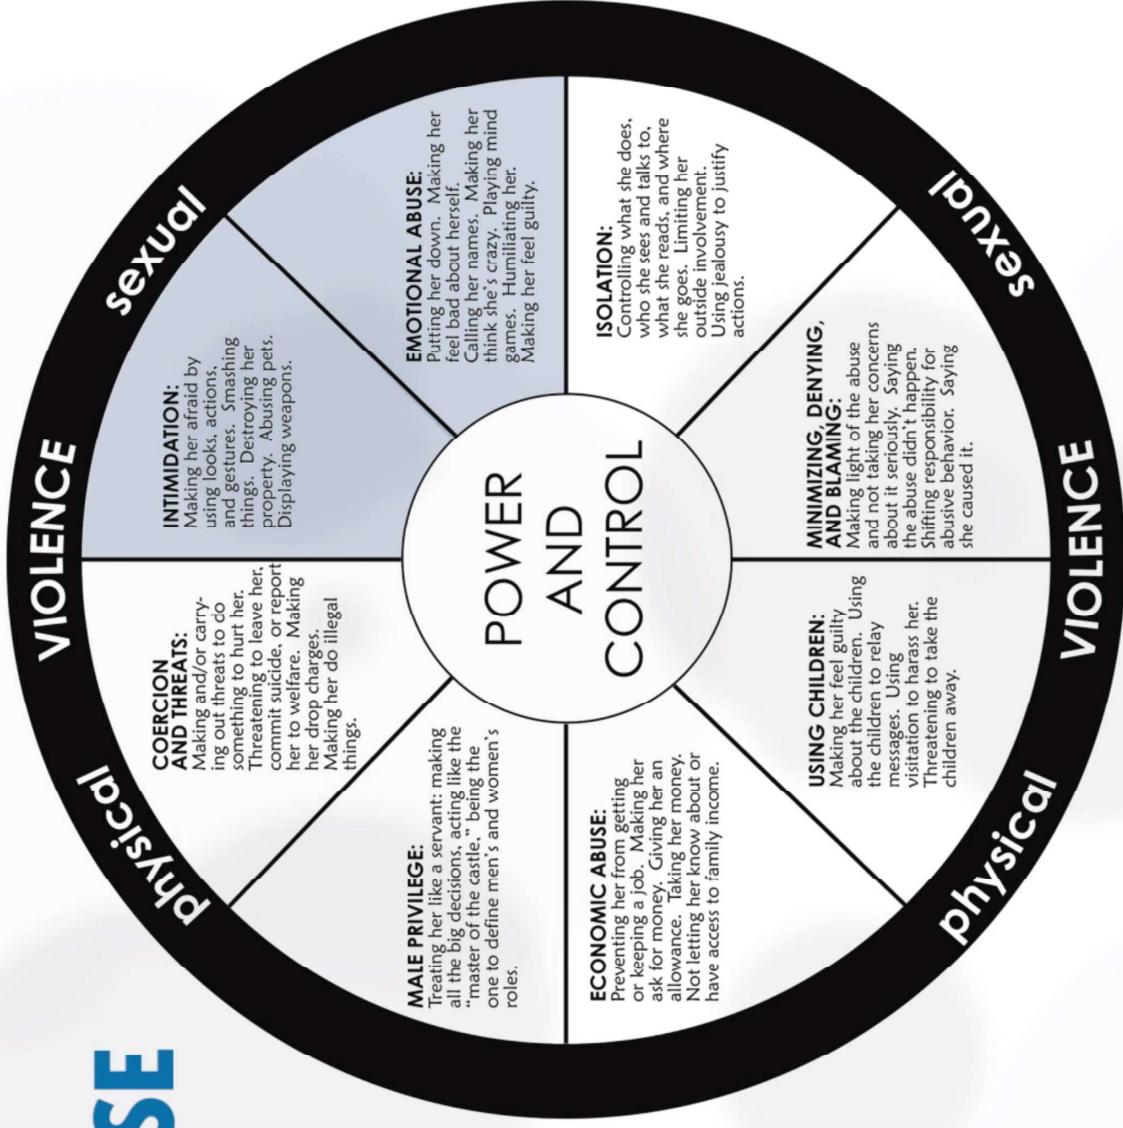 SE
physical
VIOLENCE
sexual
physical
VIOLENCE
sexual
POWER
AND
CONTROL
COERCION
AND THREATS:
Making and/or carry-
ing out threats to do
something to hurt her.
Threatening to leave her,
commit suicide, or report
her to welfare. Making
her drop charges.
Making her do illegal
things.
INTIMIDATION:
Making her afraid by
using looks, actions,
and gestures. Smashing
things. Destroying her
property. Abusing pets.
Displaying weapons.
EMOTIONAL ABUSE:
Putting her down. Making her
feel bad about herself.
Calling her names. Making her
think she's crazy. Playing mind
games. Humiliating her.
Making her feel guilty.
ISOLATION:
Controlling what she does,
who she sees and talks to,
what she reads, and where
she goes. Limiting her
outside involvement.
Using jealousy to justify
actions.
MINIMIZING, DENYING,
AND BLAMING:
Making light of the abuse
and not taking her concerns
about it seriously. Saying
the abuse didn't happen.
Shifting responsibility for
abusive behavior. Saying
she caused it.
USING CHILDREN:
Making her feel guilty
about the children. Using
the children to relay
messages. Using
visitation to harass her.
Threatening to take the
children away.
ECONOMIC ABUSE:
Preventing her from getting
or keeping a job. Making her
ask for money. Giving her an
allowance. Taking her money.
Not letting her know about or
have access to family income.
MALE PRIVILEGE:
Treating her like a servant: making
all the big decisions, acting like the
"master of the castle," being the
one to define men's and women's
roles.